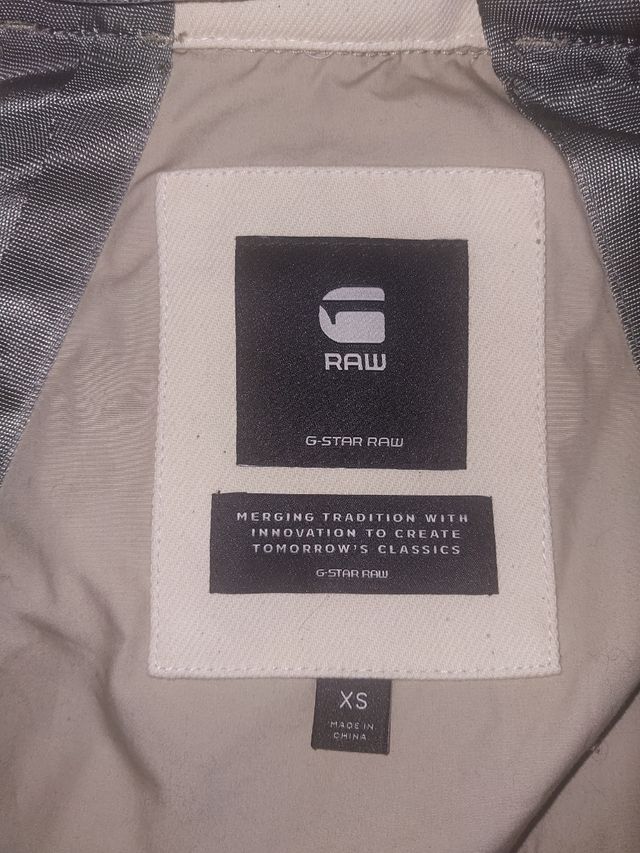 RAW
G-STAR RAW
MERGING TRADITION WITH
INNOVATION TO CREATE
TOMORROW'S CLASSICS
G-STAR RAW
XS
MADE IN
CHINA